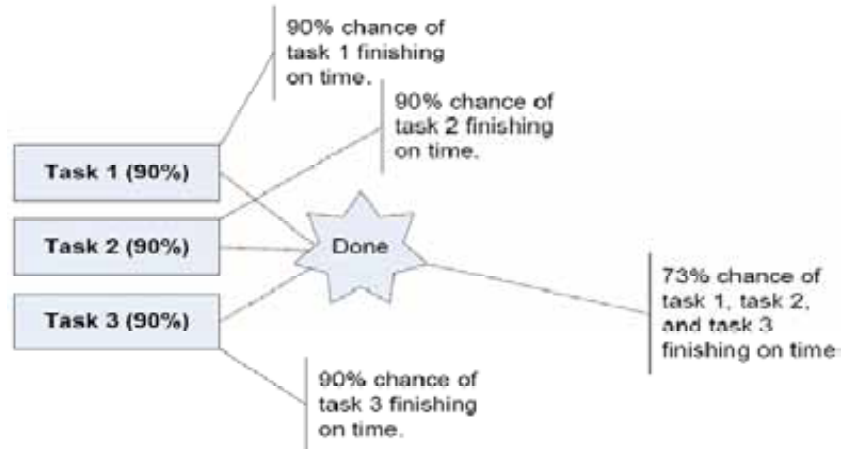 90% chance of
task 1 finishing
on time.
90% chance of
task 2 finishing
on time.
Task 1 (90%)
Task 2 (90%)
Done
Task 3 (90%)
73% chance of
task 1, task 2,
and task 3
finishing on time
90% chance of
task 3 finishing
on time.